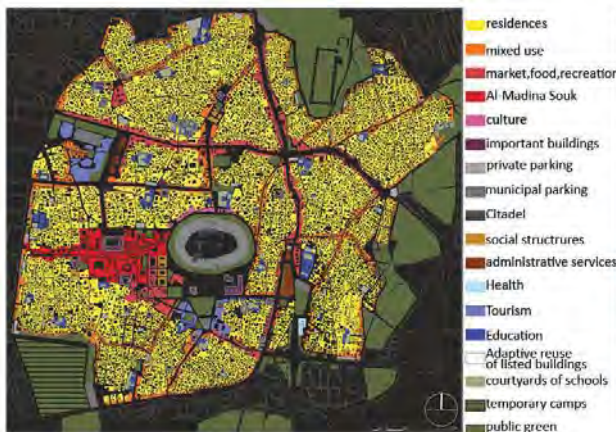 residences
mixed use
market,food,recreation
Al-Madina Souk
culture
important buildings
private parking
municipal parking
Citadel
social structrures
administrative services
Health
Tourism
Education
Adaptive reuse
of listed buildings
courtyards of schools
temporary camps
public green